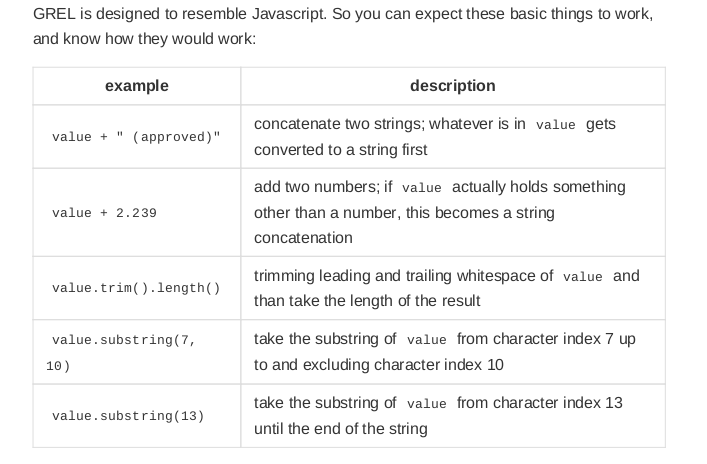 GREL is designed to resemble Javascript. So you can expect these basic things to work,
and know how they would work:
example description
value + " (approved)"
concatenate two strings; whatever is in value gets
converted to a string first
value + 2.239
add two numbers; if value actually holds something
other than a number, this becomes a string
concatenation
value.trim().length()
trimming leading and trailing whitespace of value and
than take the length of the result
value.substring(7,
10)
take the substring of value from character index 7 up
to and excluding character index 10
value.substring(13)
take the substring of value from character index 13
until the end of the string